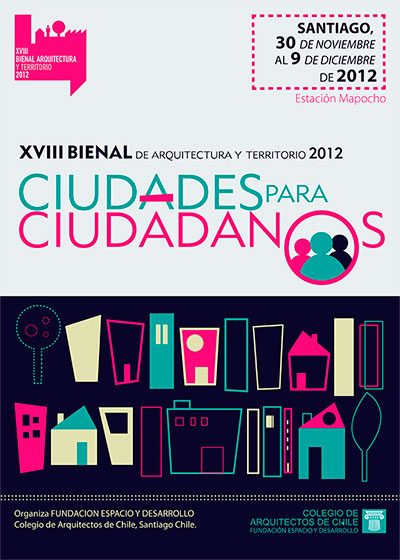 XVIII
BIENAL ARQUITECTURA
Y TERRITORIO
2012
SANTIAGO,
30 DE NOVIEMBRE
AL 9 DE DICIEMBRE
DE 2012
Estación Mapocho
XVIII BIENAL DE ARQUITECTURA Y TERRITORIO 2012
CIUDADES PARA
CIUDADANOS
Organiza FUNDACION ESPACIO Y DESARROLLO
Colegio de Arquitectos de Chile, Santiago Chile.
COLEGIO DE
ARQUITECTOS DE CHILE
FUNDACIÓN ESPACIO Y DESARROLLO